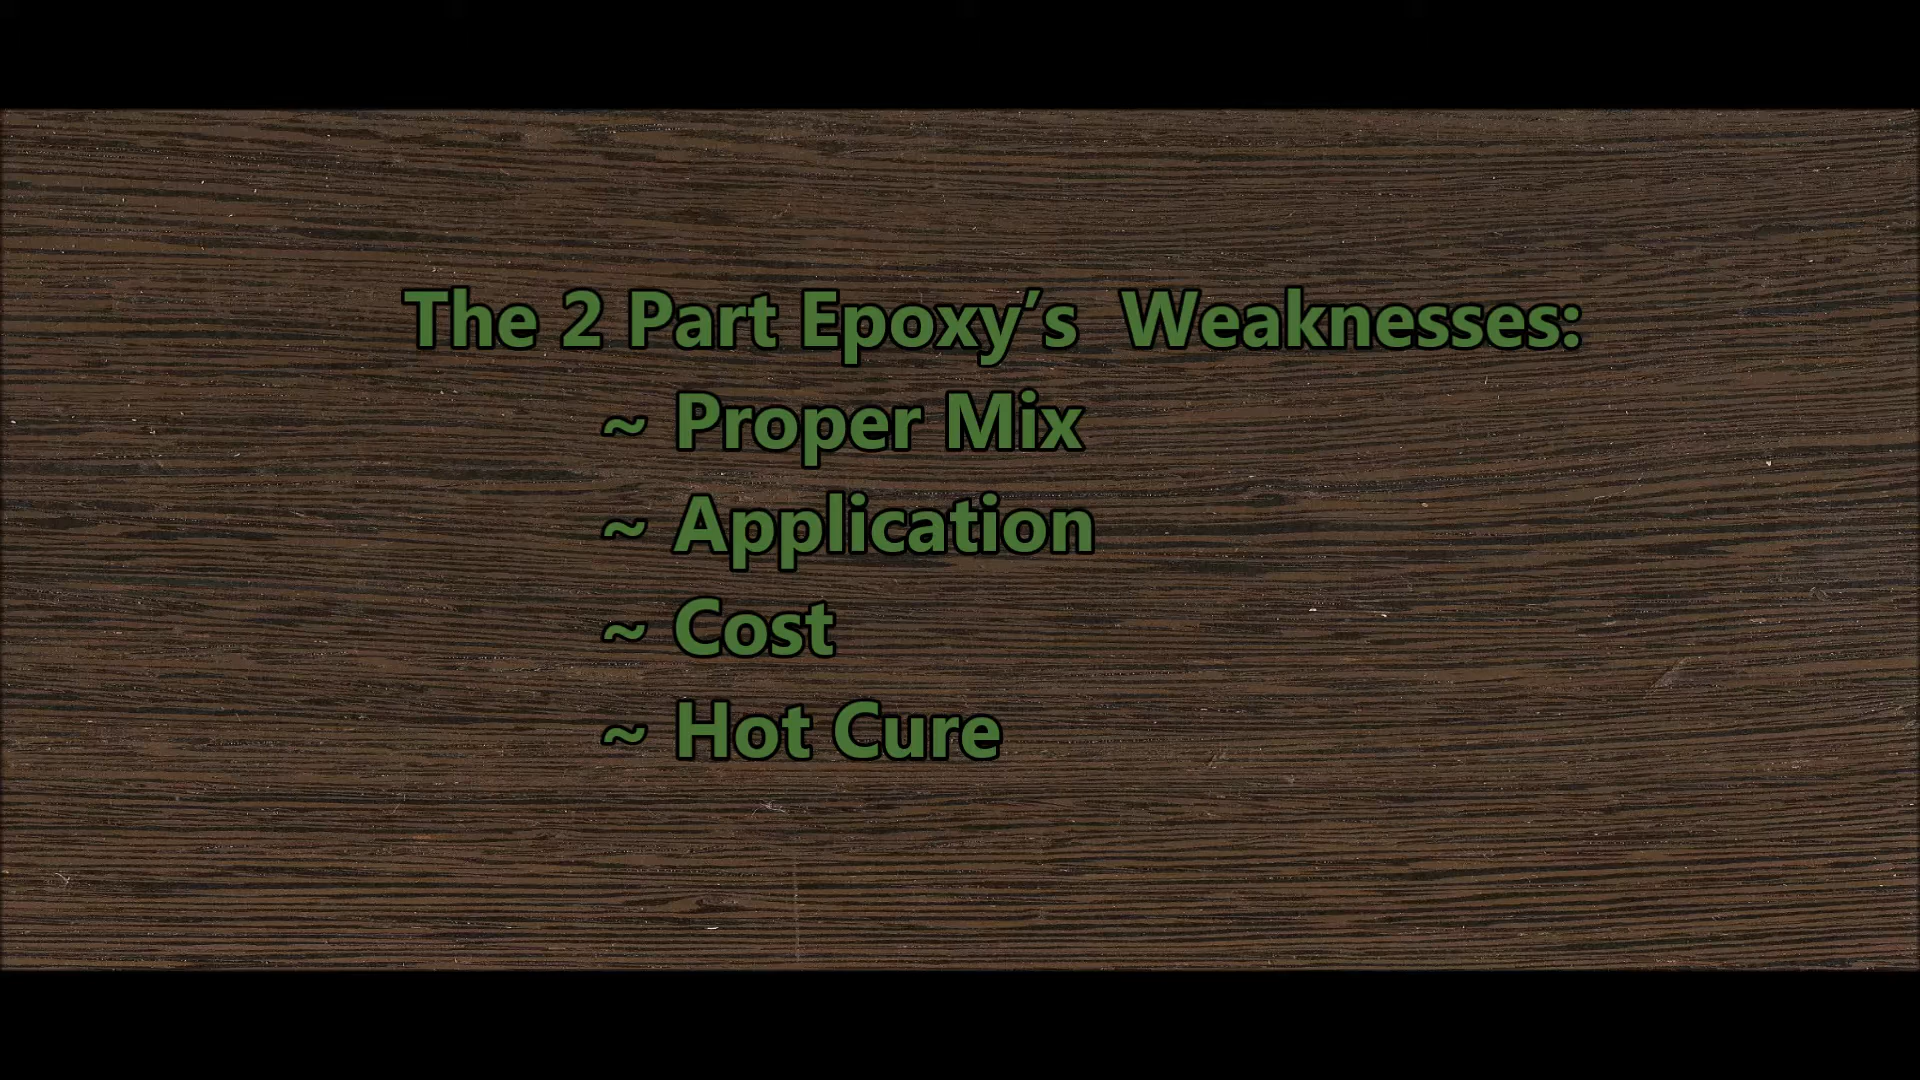 The 2 Part Epoxy’s  Weaknesses:
~ Proper Mix
~ Application
~ Cost
~ Hot Cure